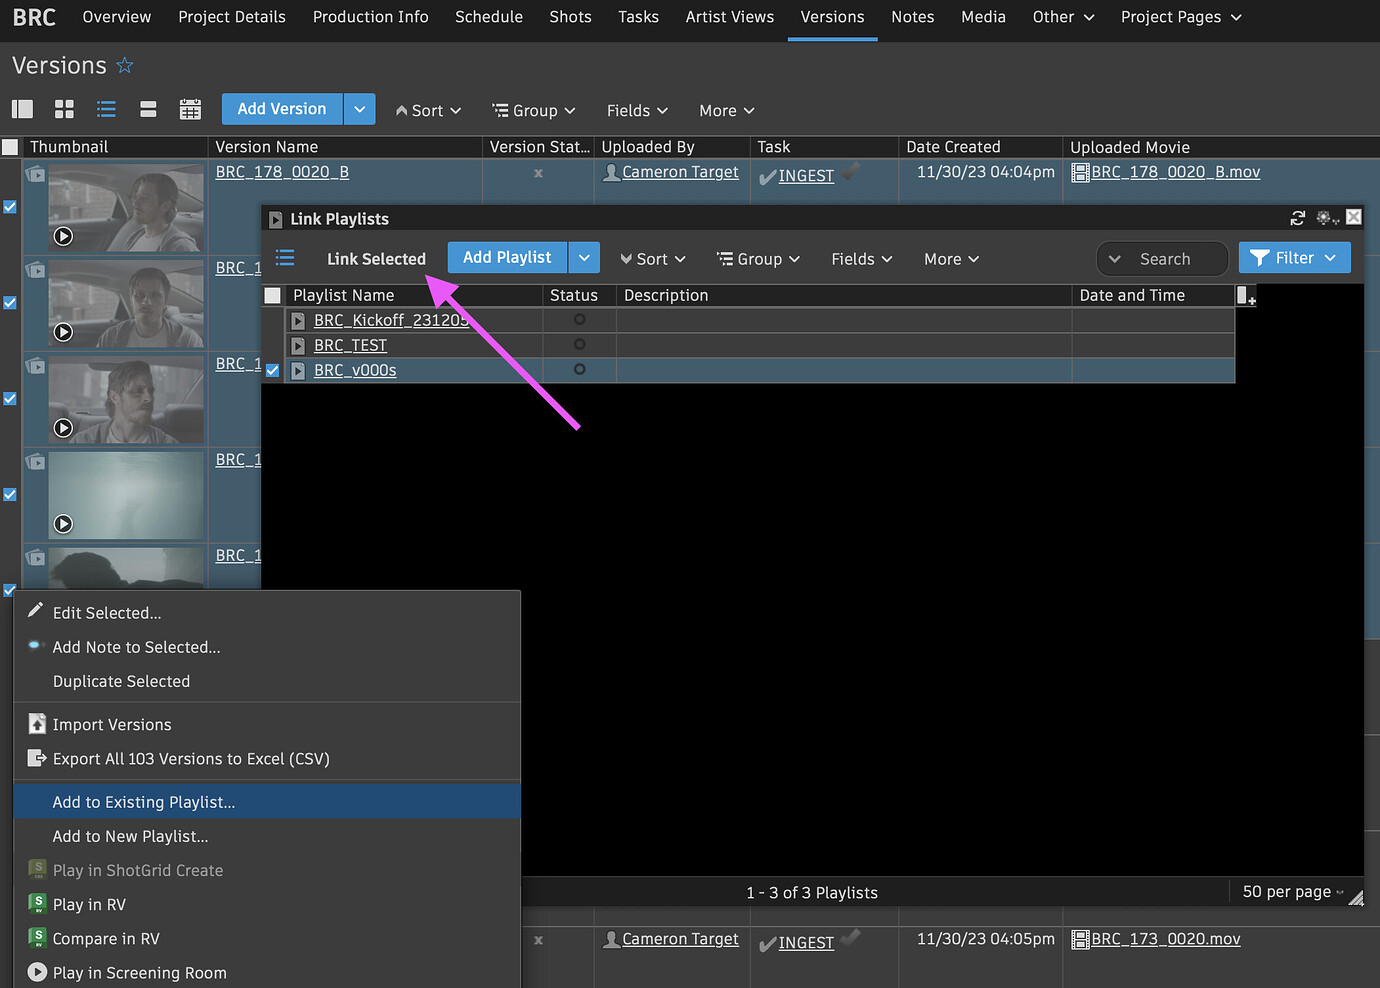 BRC Overview Project Details Production Info Schedule Shots Tasks Artist Views Versions Notes Media Other Project Pages
Versions
Add Version Sort Group Fields More
Thumbnail Version Name Version Stat... Uploaded By Task Date Created Uploaded Movie
BRC_178_0020_B x Cameron Target INGEST 11/30/23 04:04pm BRC_178_0020_B.mov
Link Playlists
Link Selected Add Playlist Sort Group Fields More Search Filter
BRC_1
Playlist Name Status Description Date and Time
BRC_Kickoff_231205
BRC_TEST
BRC_1
BRC_v000s
BRC_1
BRC_1
Edit Selected...
Add Note to Selected...
Duplicate Selected
Import Versions
Export All 103 Versions to Excel (CSV)
Add to Existing Playlist...
Add to New Playlist...
S Play in ShotGrid Create
S RV Play in RV
S RV Compare in RV
Play in Screening Room
1 - 3 of 3 Playlists 50 per page
x Cameron Target INGEST 11/30/23 04:05pm BRC_173_0020.mov